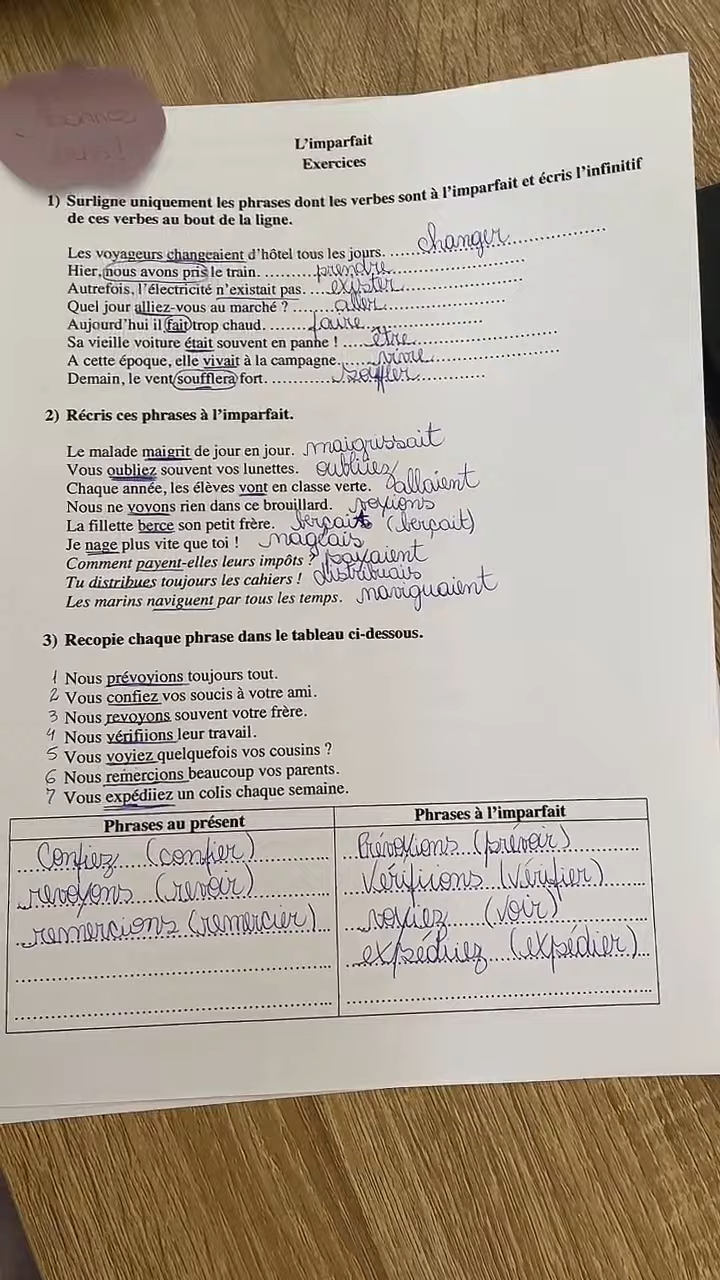 L'imparfait
Exercices
1) Surligne uniquement les phrases dont les verbes sont à l'imparfait et écris l'infinitif
de ces verbes au bout de la ligne.
Les voyageurs changeaient d'hôtel tous les jours. changer
Hier, nous avons pris le train. prendre
Autrefois, l'électricité n'existait pas. exister
Quel jour alliez-vous au marché ? aller
Aujourd'hui il fait trop chaud. faire
Sa vieille voiture était souvent en panne ! être
A cette époque, elle vivait à la campagne. vivre
Demain, le vent soufflera fort. souffler
2) Récris ces phrases à l'imparfait.
Le malade maigrit de jour en jour. maigrissait
Vous oubliez souvent vos lunettes. oubliiez
Chaque année, les élèves vont en classe verte. allaient
Nous ne voyons rien dans ce brouillard. voyions
La fillette berce son petit frère. berçait (berçait)
Je nage plus vite que toi ! nageais
Comment payent-elles leurs impôts ? payaient
Tu distribues toujours les cahiers ! distribuais
Les marins naviguent par tous les temps. naviguaient
3) Recopie chaque phrase dans le tableau ci-dessous.
1 Nous prévoyions toujours tout.
2 Vous confiez vos soucis à votre ami.
3 Nous revoyons souvent votre frère.
4 Nous vérifiions leur travail.
5 Vous voyiez quelquefois vos cousins ?
6 Nous remercions beaucoup vos parents.
7 Vous expédiiez un colis chaque semaine.
Phrases au présent Phrases à l'imparfait
Confiez (confier) Prévoyions (prévoir)
revoyons (revoir) Vérifiions (vérifier)
remercions (remercier) voyiez (voir)
expédiiez (expédier)